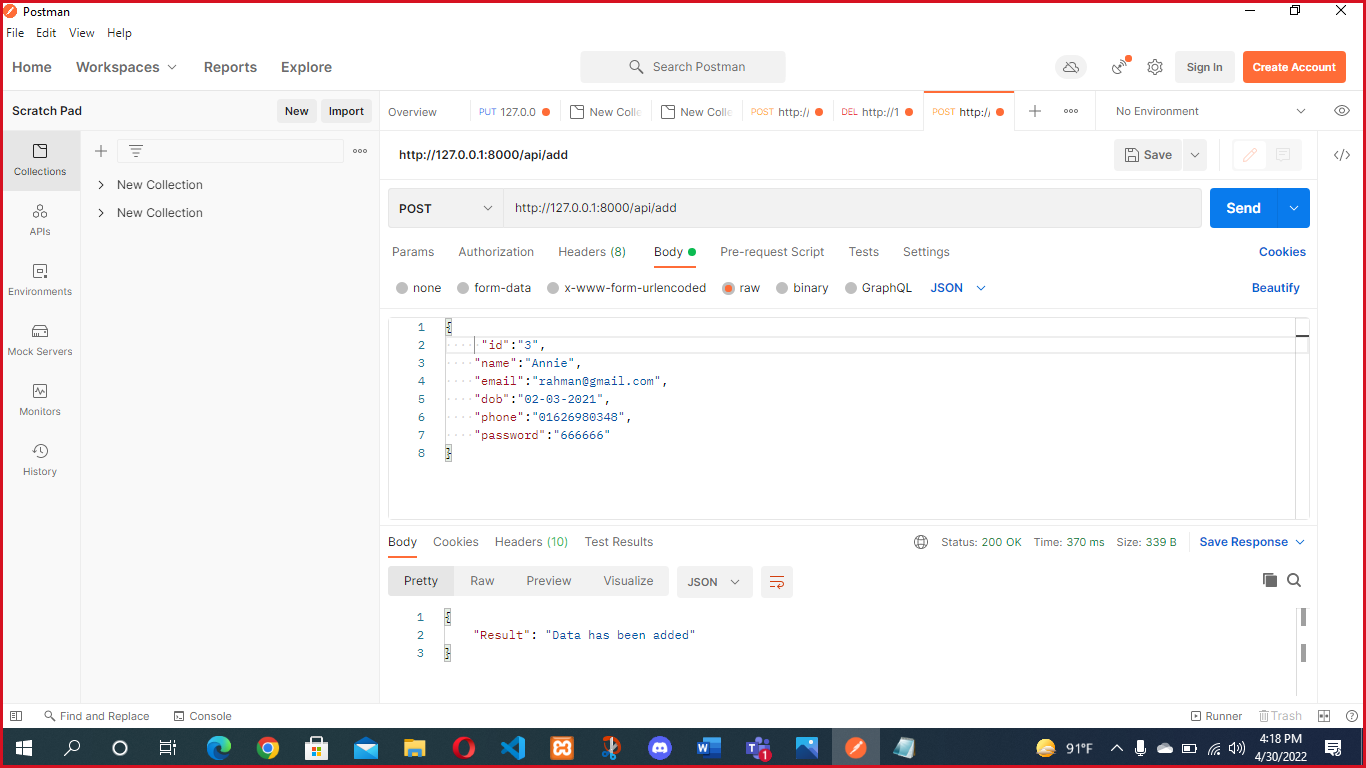 Postman
File Edit View Help
Home Workspaces Reports Explore Search Postman Sign In Create Account
Scratch Pad New Import
Overview PUT 127.0.0 New Colle New Colle POST http:// DEL http://1 POST http:/ No Environment
Collections
APIs
Environments
Mock Servers
Monitors
History
New Collection
New Collection
http://127.0.0.1:8000/api/add Save
POST http://127.0.0.1:8000/api/add Send
Params Authorization Headers (8) Body Pre-request Script Tests Settings Cookies
none form-data x-www-form-urlencoded raw binary GraphQL JSON Beautify
1 {
2 "id":"3",
3 "name":"Annie",
4 "email":"rahman@gmail.com",
5 "dob":"02-03-2021",
6 "phone":"01626980348",
7 "password":"666666"
8 }
Body Cookies Headers (10) Test Results Status: 200 OK Time: 370 ms Size: 339 B Save Response
Pretty Raw Preview Visualize JSON
1 {
2 "Result": "Data has been added"
3 }
Find and Replace Console Runner Trash
1 91°F 4:18 PM
4/30/2022